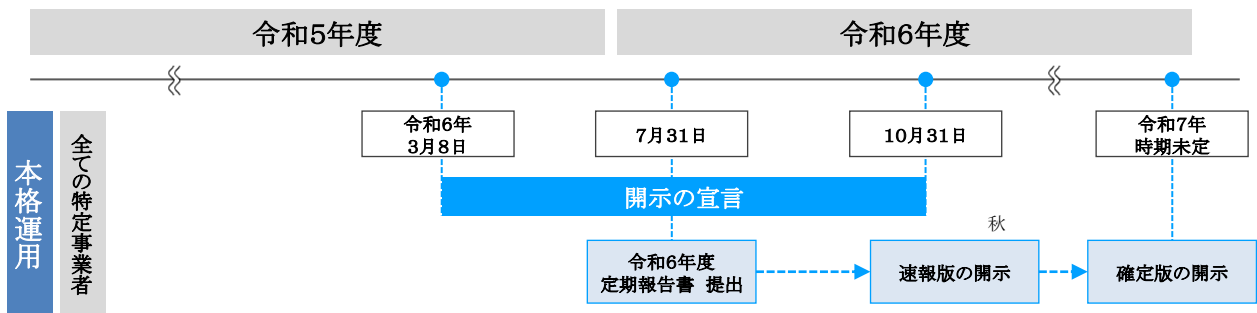 令和5年度
令和6年度
令和6年
3月8日
7月31日
10月31日
令和7年
時期未定
本格運用
全ての特定事業者
開示の宣言
秋
令和6年度
定期報告書 提出
速報版の開示
確定版の開示